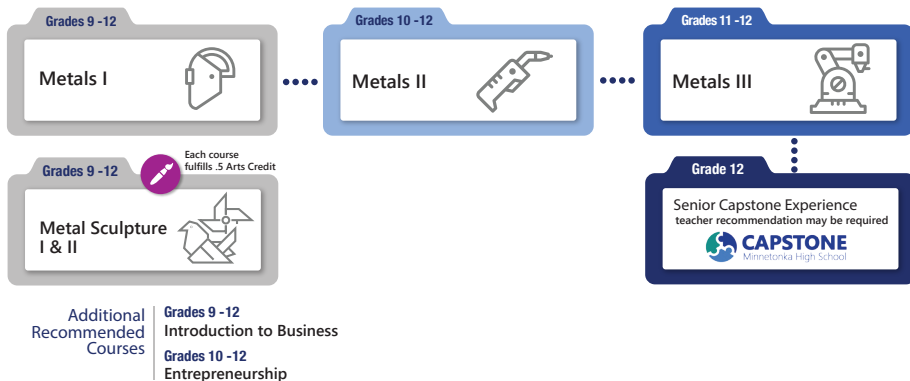 Grades 9 -12
Metals I
Grades 10 -12
Metals II
Grades 11 -12
Metals III
Grades 9 -12
Each course
fulfills .5 Arts Credit
Metal Sculpture
I & II
Grade 12
Senior Capstone Experience
teacher recommendation may be required
CAPSTONE
Minnetonka High School
Additional
Recommended
Courses
Grades 9 -12
Introduction to Business
Grades 10 -12
Entrepreneurship